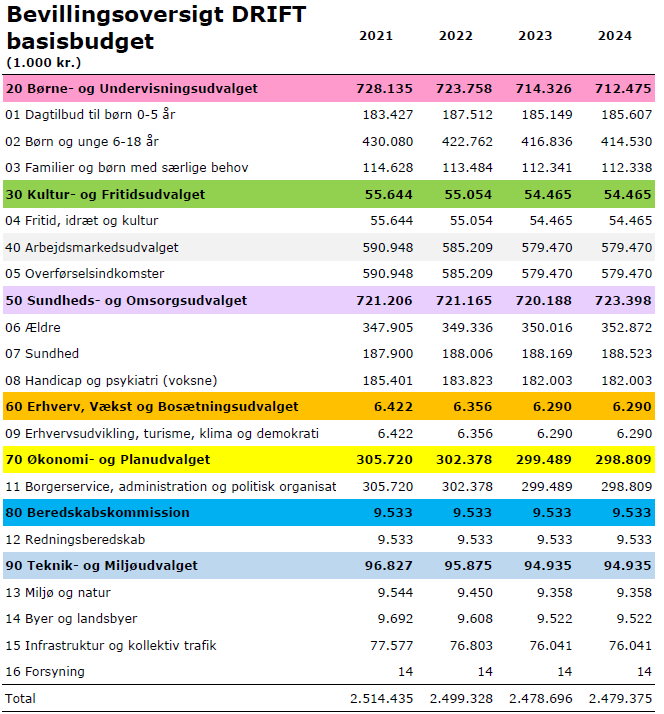 Bevillingsoversigt DRIFT
basisbudget
(1.000 kr.) 2021 2022 2023 2024
20 Børne- og Undervisningsudvalget 728.135 723.758 714.326 712.475
01 Dagtilbud til børn 0-5 år 183.427 187.512 185.149 185.607
02 Børn og unge 6-18 år 430.080 422.762 416.836 414.530
03 Familier og børn med særlige behov 114.628 113.484 112.341 112.338
30 Kultur- og Fritidsudvalget 55.644 55.054 54.465 54.465
04 Fritid, idræt og kultur 55.644 55.054 54.465 54.465
40 Arbejdsmarkedsudvalget 590.948 585.209 579.470 579.470
05 Overførselsindkomster 590.948 585.209 579.470 579.470
50 Sundheds- og Omsorgsudvalget 721.206 721.165 720.188 723.398
06 Ældre 347.905 349.336 350.016 352.872
07 Sundhed 187.900 188.006 188.169 188.523
08 Handicap og psykiatri (voksne) 185.401 183.823 182.003 182.003
60 Erhverv, Vækst og Bosætningsudvalget 6.422 6.356 6.290 6.290
09 Erhvervsudvikling, turisme, klima og demokrati 6.422 6.356 6.290 6.290
70 Økonomi- og Planudvalget 305.720 302.378 299.489 298.809
11 Borgerservice, administration og politisk organisat 305.720 302.378 299.489 298.809
80 Beredskabskommission 9.533 9.533 9.533 9.533
12 Redningsberedskab 9.533 9.533 9.533 9.533
90 Teknik- og Miljøudvalget 96.827 95.875 94.935 94.935
13 Miljø og natur 9.544 9.450 9.358 9.358
14 Byer og landsbyer 9.692 9.608 9.522 9.522
15 Infrastruktur og kollektiv trafik 77.577 76.803 76.041 76.041
16 Forsyning 14 14 14 14
Total 2.514.435 2.499.328 2.478.696 2.479.375